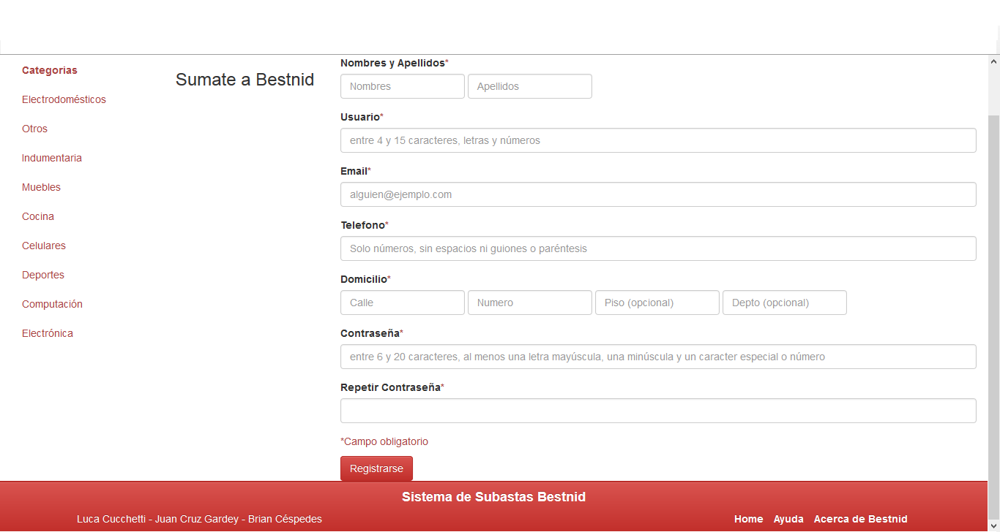 Categorias
Electrodomésticos
Otros
Indumentaria
Muebles
Cocina
Celulares
Deportes
Computación
Electrónica
Sumate a Bestnid
Nombres y Apellidos*
Nombres Apellidos
Usuario*
entre 4 y 15 caracteres, letras y números
Email*
alguien@ejemplo.com
Telefono*
Solo números, sin espacios ni guiones o paréntesis
Domicilio*
Calle Numero Piso (opcional) Depto (opcional)
Contraseña*
entre 6 y 20 caracteres, al menos una letra mayúscula, una minúscula y un caracter especial o número
Repetir Contraseña*
*Campo obligatorio
Registrarse
Sistema de Subastas Bestnid
Luca Cucchetti - Juan Cruz Gardey - Brian Céspedes Home Ayuda Acerca de Bestnid